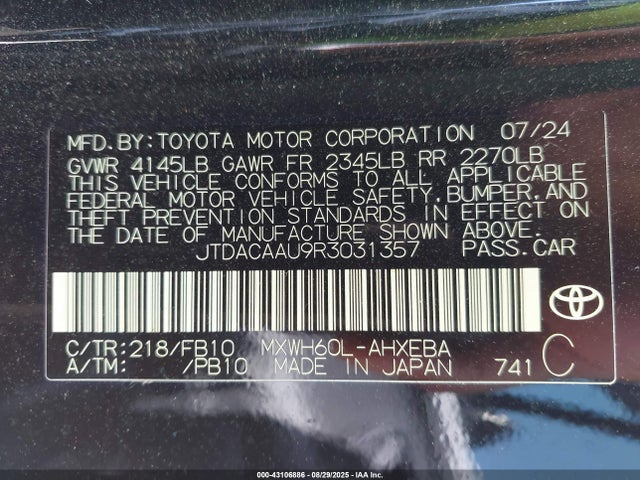 MFD. BY: TOYOTA MOTOR CORPORATION 07/24
GVWR 4145LB GAWR FR 2345LB RR 2270LB
THIS VEHICLE CONFORMS TO ALL APPLICABLE
FEDERAL MOTOR VEHICLE SAFETY, BUMPER, AND
THEFT PREVENTION STANDARDS IN EFFECT ON
THE DATE OF MANUFACTURE SHOWN ABOVE.
JTDACAAU9R3031357 PASS. CAR
C/TR: 218/FB10 MXWH60L-AHXEBA
A/TM: /PB10 MADE IN JAPAN 741 C
000-43106886 - 08/29/2025 - IAA Inc.